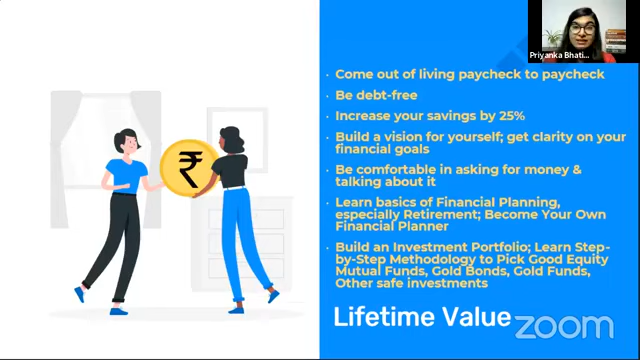 Priyanka Bhati...
· Come out of living paycheck to paycheck
· Be debt-free
· Increase your savings by 25%
· Build a vision for yourself; get clarity on your
financial goals
· Be comfortable in asking for money &
talking about it
· Learn basics of Financial Planning,
especially Retirement; Become Your Own
Financial Planner
· Build an Investment Portfolio; Learn Step-
by-Step Methodology to Pick Good Equity
Mutual Funds, Gold Bonds, Gold Funds,
Other safe investments
₹
Lifetime Value
zoom